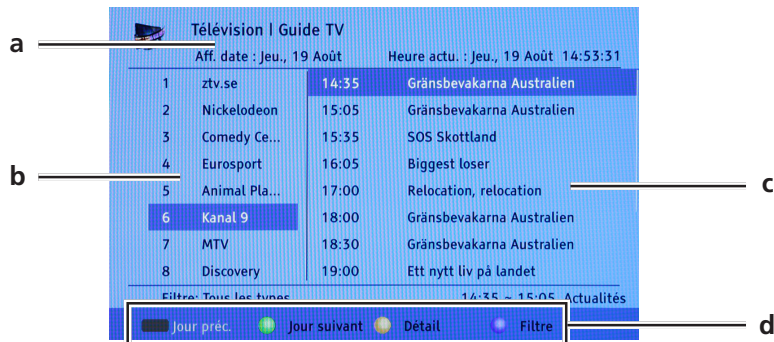 Télévision l Guide TV
a
Aff. date : Jeu., 19 Août Heure actu. : Jeu., 19 Août 14:53:31
1 ztv.se 14:35 Gränsbevakarna Australien
2 Nickelodeon 15:05 Gränsbevakarna Australien
3 Comedy Ce... 15:35 SOS Skottland
4 Eurosport 16:05 Biggest loser
b
5 Animal Pla... 17:00 Relocation, relocation
c
6 Kanal 9 18:00 Gränsbevakarna Australien
7 MTV 18:30 Gränsbevakarna Australien
8 Discovery 19:00 Ett nytt liv på landet
Filtre: Tous les types 14:35 ~ 15:05 Actualités
Jour préc. Jour suivant Détail Filtre
d